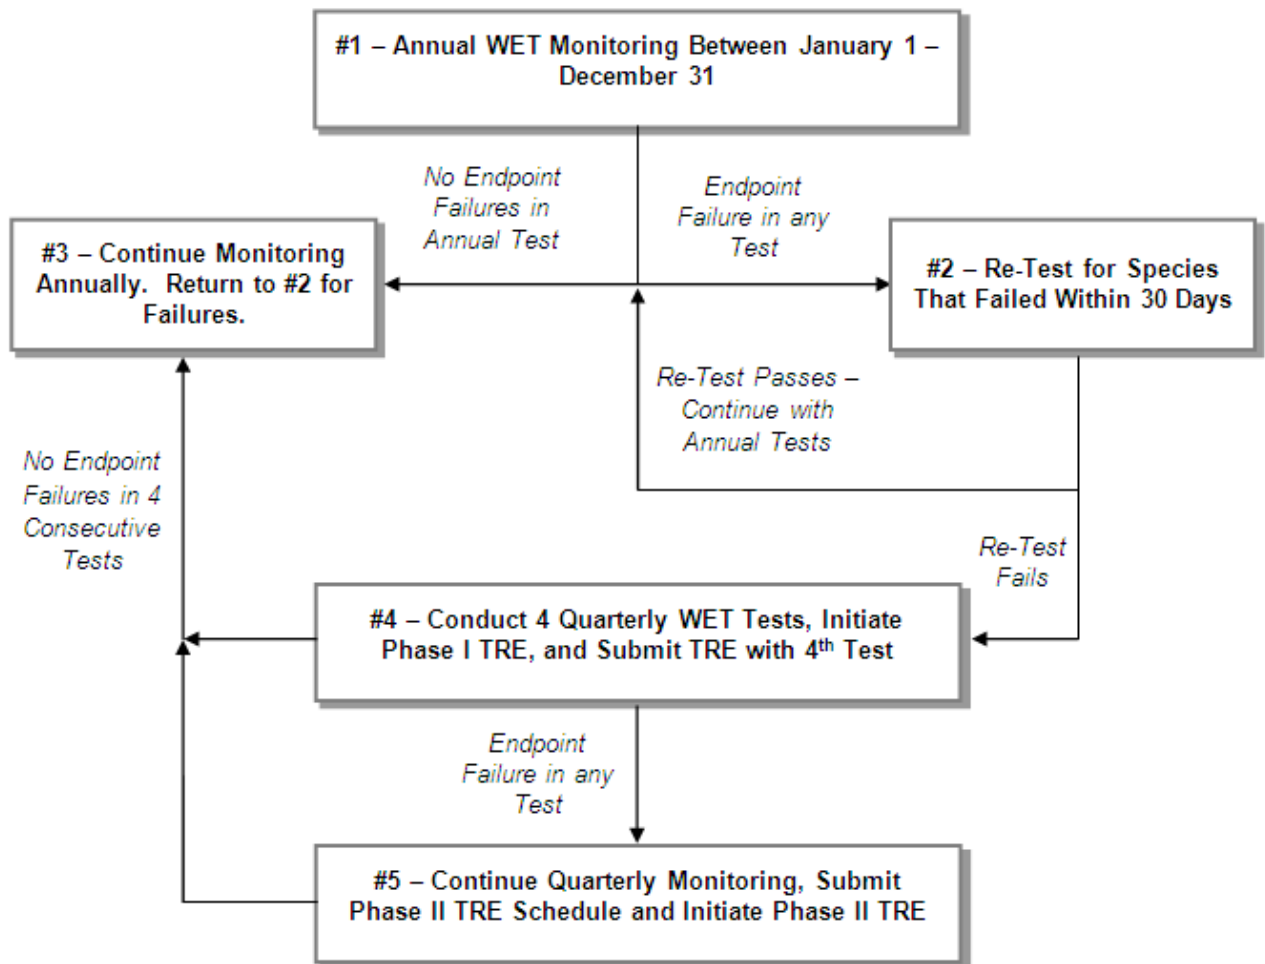 #1 – Annual WET Monitoring Between January 1 –
December 31
No Endpoint
Failures in
Annual Test
Endpoint
Failure in any
Test
#3 – Continue Monitoring
Annually.  Return to #2 for
Failures.
#2 – Re-Test for Species
That Failed Within 30 Days
Re-Test Passes –
Continue with
Annual Tests
No Endpoint
Failures in 4
Consecutive
Tests
Re-Test
Fails
#4 – Conduct 4 Quarterly WET Tests, Initiate
Phase I TRE, and Submit TRE with 4th Test
Endpoint
Failure in any
Test
#5 – Continue Quarterly Monitoring, Submit
Phase II TRE Schedule and Initiate Phase II TRE